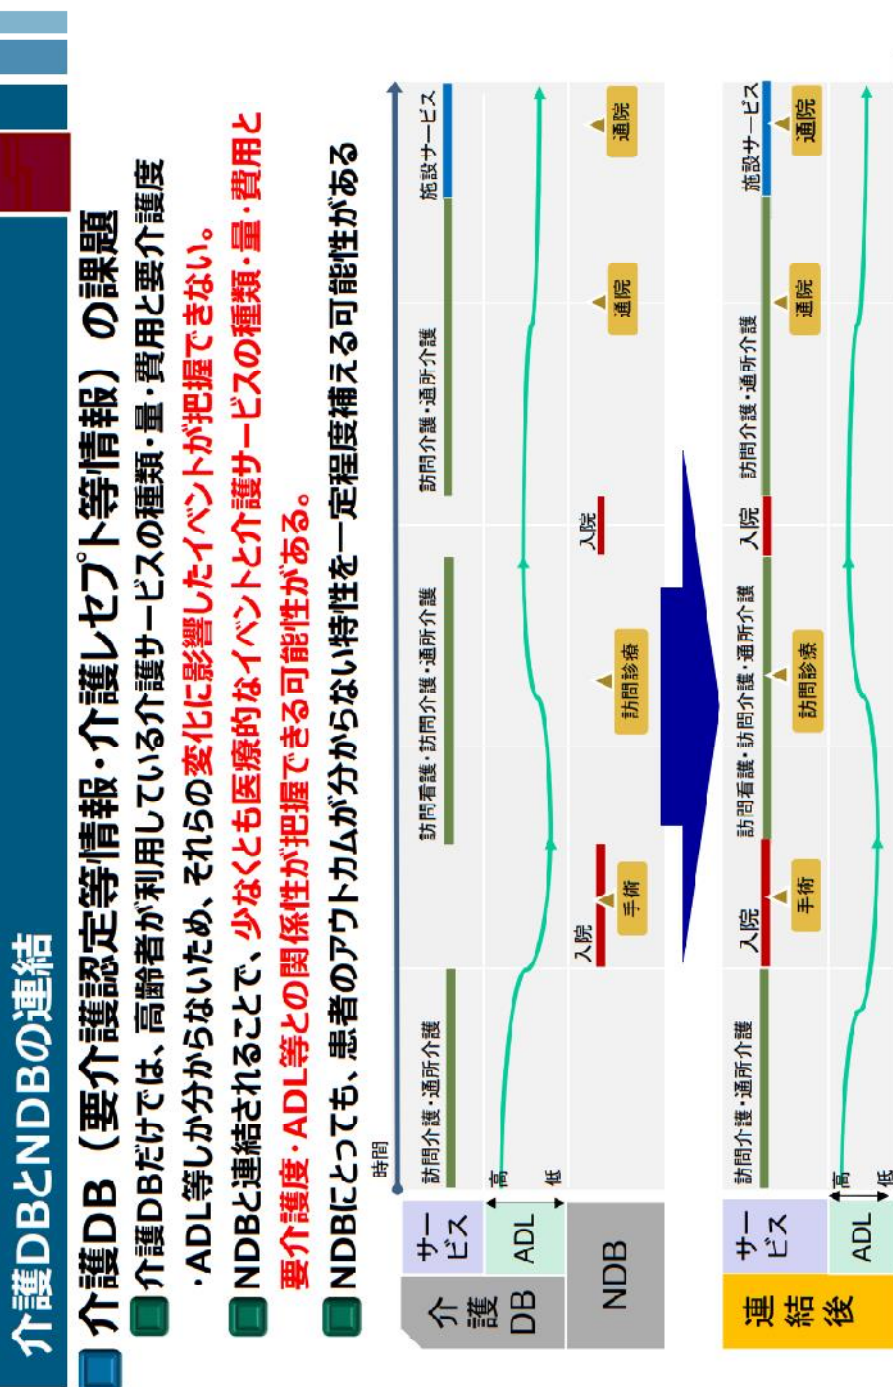 介護DBとNDBの連結
介護DB（要介護認定等情報・介護レセプト等情報）の課題
介護DBだけでは、高齢者が利用している介護サービスの種類・量・費用と要介護度
・ADL等しか分からないため、それらの変化に影響したイベントが把握できない。
NDBと連結されることで、少なくとも医療的なイベントと介護サービスの種類・量・費用と
要介護度・ADL等との関係性が把握できる可能性がある。
NDBにとっても、患者のアウトカムが分からない特性を一定程度補える可能性がある
時間
介護DB
サービス
訪問介護・通所介護
訪問看護・訪問介護・通所介護
訪問介護・通所介護
施設サービス
ADL
高
低
NDB
入院
手術
訪問診療
入院
通院
通院
連結後
サービス
訪問介護・通所介護
入院
訪問看護・訪問介護・通所介護
入院
訪問介護・通所介護
施設サービス
手術
訪問診療
通院
通院
ADL
高
低